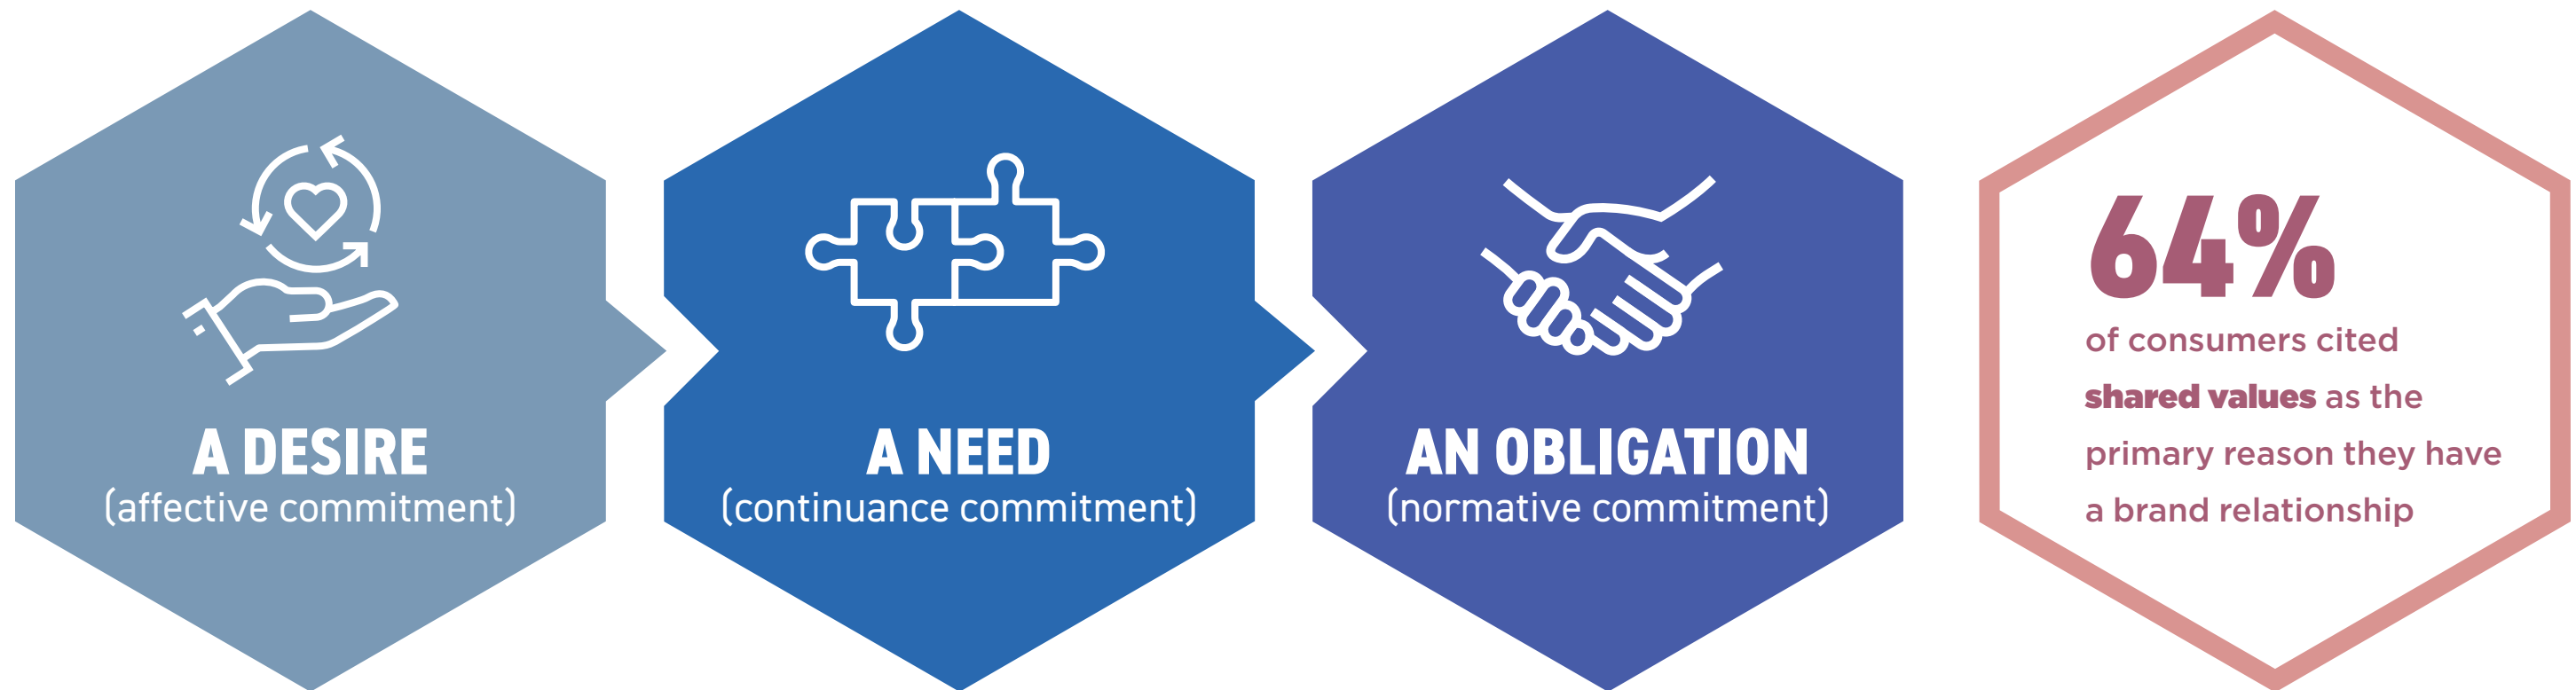 A DESIRE
(affective commitment)
A NEED
(continuance commitment)
AN OBLIGATION
(normative commitment)
64%
of consumers cited
shared values as the
primary reason they have
a brand relationship